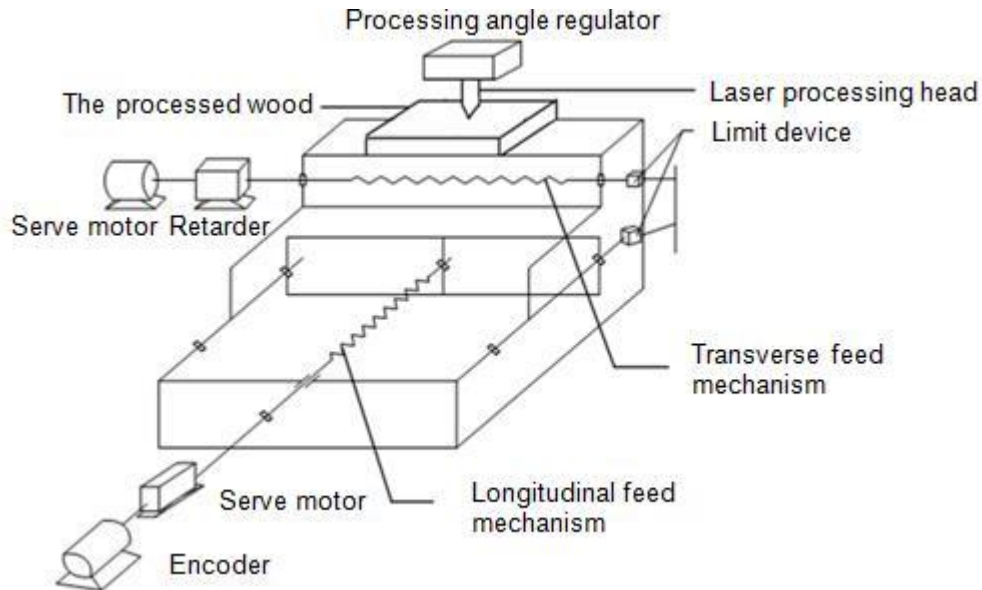 Processing angle regulator
The processed wood
Laser processing head
Limit device
Serve motor Retarder
Transverse feed
mechanism
Serve motor
Longitudinal feed
mechanism
Encoder